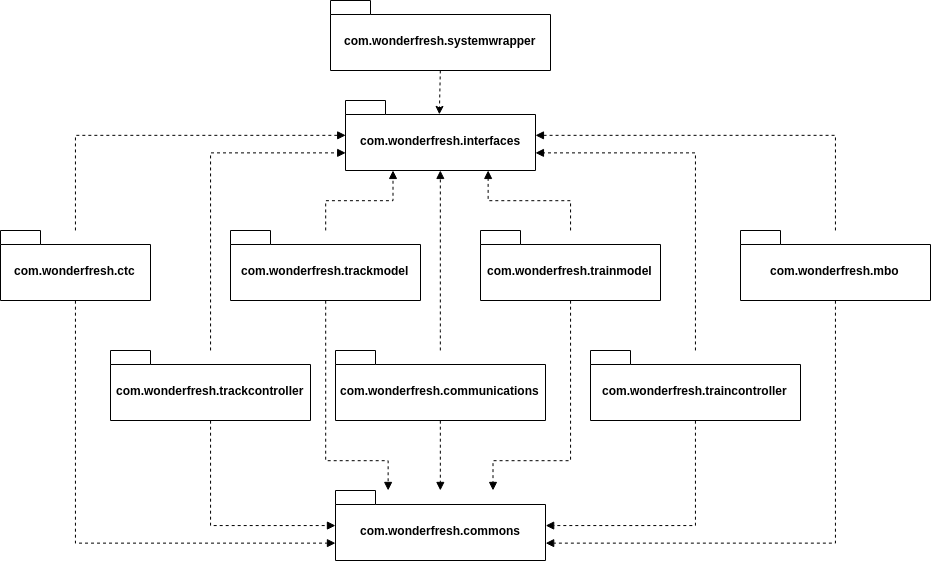 com.wonderfresh.systemwrapper
com.wonderfresh.interfaces
com.wonderfresh.ctc
com.wonderfresh.trackmodel
com.wonderfresh.trainmodel
com.wonderfresh.mbo
com.wonderfresh.trackcontroller
com.wonderfresh.communications
com.wonderfresh.traincontroller
com.wonderfresh.commons